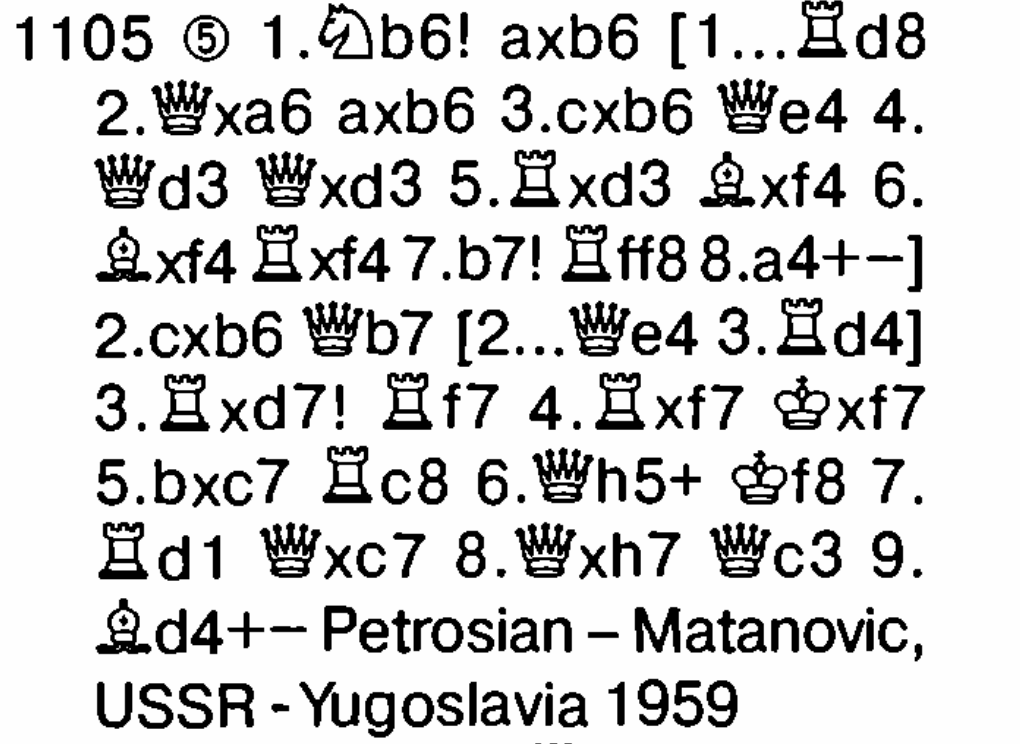 1105 ⑤ 1.♘b6! axb6 [1...♖d8
2.♕xa6 axb6 3.cxb6 ♕e4 4.
♕d3 ♕xd3 5.♖xd3 ♗xf4 6.
♗xf4 ♖xf4 7.b7! ♖ff8 8.a4+−]
2.cxb6 ♕b7 [2...♕e4 3.♖d4]
3.♖xd7! ♖f7 4.♖xf7 ♔xf7
5.bxc7 ♖c8 6.♕h5+ ♔f8 7.
♖d1 ♕xc7 8.♕xh7 ♕c3 9.
♗d4+− Petrosian – Matanovic,
USSR - Yugoslavia 1959